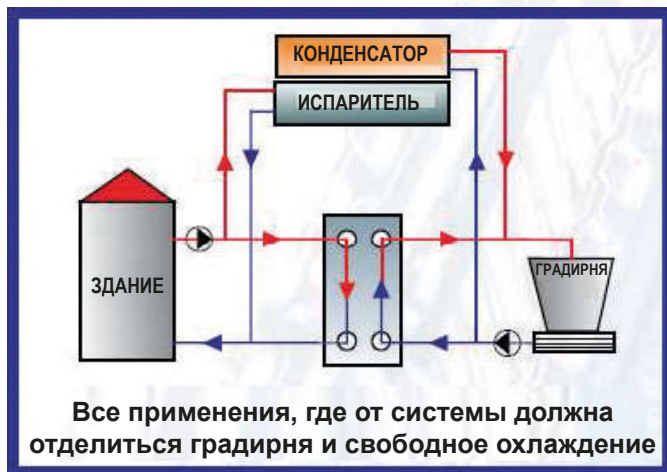 КОНДЕНСАТОР
ИСПАРИТЕЛЬ
ЗДАНИЕ
ГРАДИРНЯ
Все применения, где от системы должна
отделиться градирня и свободное охлаждение